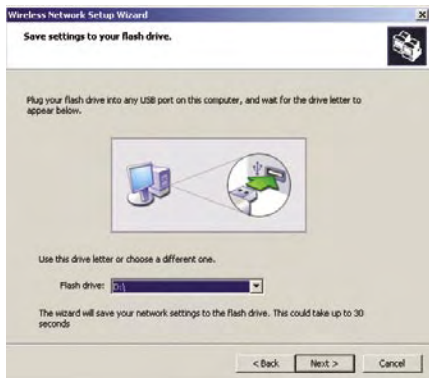 Wireless Network Setup Wizard
Save settings to your flash drive.
Plug your flash drive into any USB port on this computer, and wait for the drive letter to
appear below.
Use this drive letter or choose a different one.
Flash drive: D:\
The wizard will save your network settings to the flash drive. This could take up to 30
seconds
< Back Next > Cancel